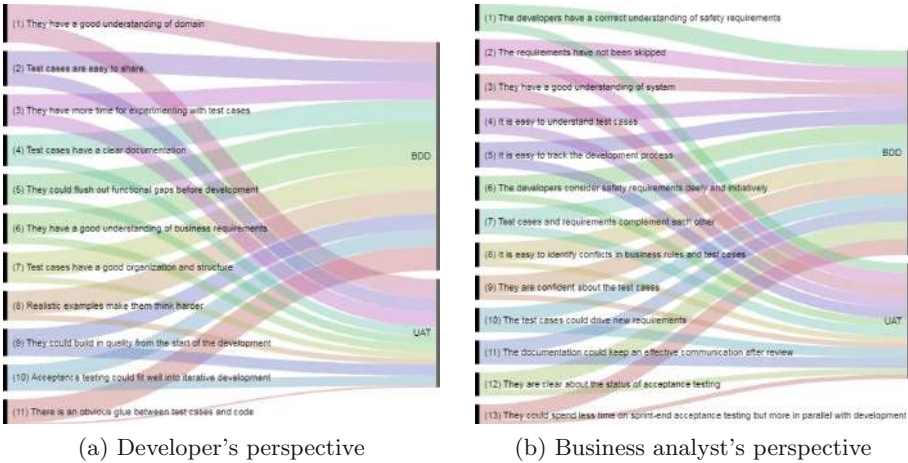 (1) They have a good understanding of domain
(2) Test cases are easy to share
(3) They have more time for experimenting with test cases
(4) Test cases have a clear documentation
(5) They could flush out functional gaps before development
(6) They have a good understanding of business requirements
(7) Test cases have a good organization and structure
(8) Realistic examples make them think harder
(9) They could build in quality from the start of the development
(10) Acceptance testing could fit well into iterative development
(11) There is an obvious glue between test cases and code
BDD
UAT
(a) Developer's perspective
(1) The developers have a corrrect understanding of safety requirements
(2) The requirements have not been skipped
(3) They have a good understanding of system
(4) It is easy to understand test cases
(5) It is easy to track the development process
(6) The developers consider safety requirements and initiatively
(7) Test cases and requirements complement each other
(8) It is easy to identify conflicts in business rules and test cases
(9) They are confident about the test cases
(10) The test cases could drive new requirements
(11) The documentation could keep an effective communication after review
(12) They are clear about the status of acceptance testing
(13) They could spend less time on sprint-end acceptance testing but more in parallel with development
BDD
UAT
(b) Business analyst's perspective